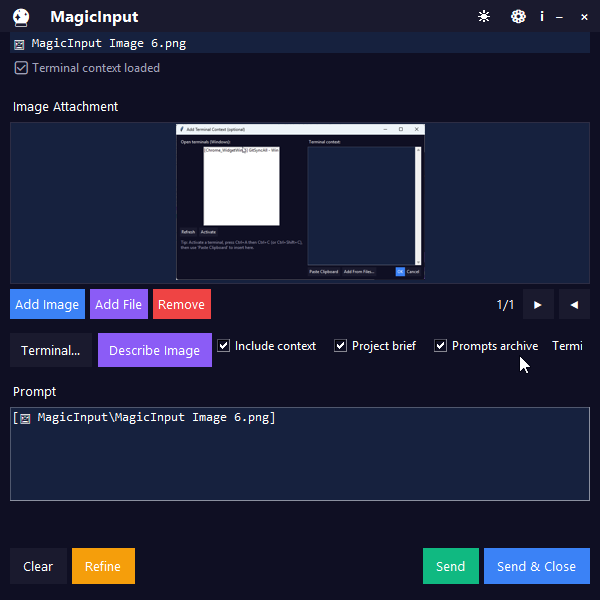 MagicInput
i
MagicInput Image 6.png
Terminal context loaded
Image Attachment
Add Terminal Context (optional)
Open terminals (Windows):
Terminal context:
Refresh Activate
Tip: Activate a terminal, press Ctrl+A then Ctrl+C (or Ctrl+Shift+C),
then use 'Paste Clipboard' to insert here.
Paste Clipboard Add From Files... OK Cancel
Add Image Add File Remove 1/1
Terminal... Describe Image Include context Project brief Prompts archive Termi
Prompt
[MagicInput\MagicInput Image 6.png]
Clear Refine Send Send & Close